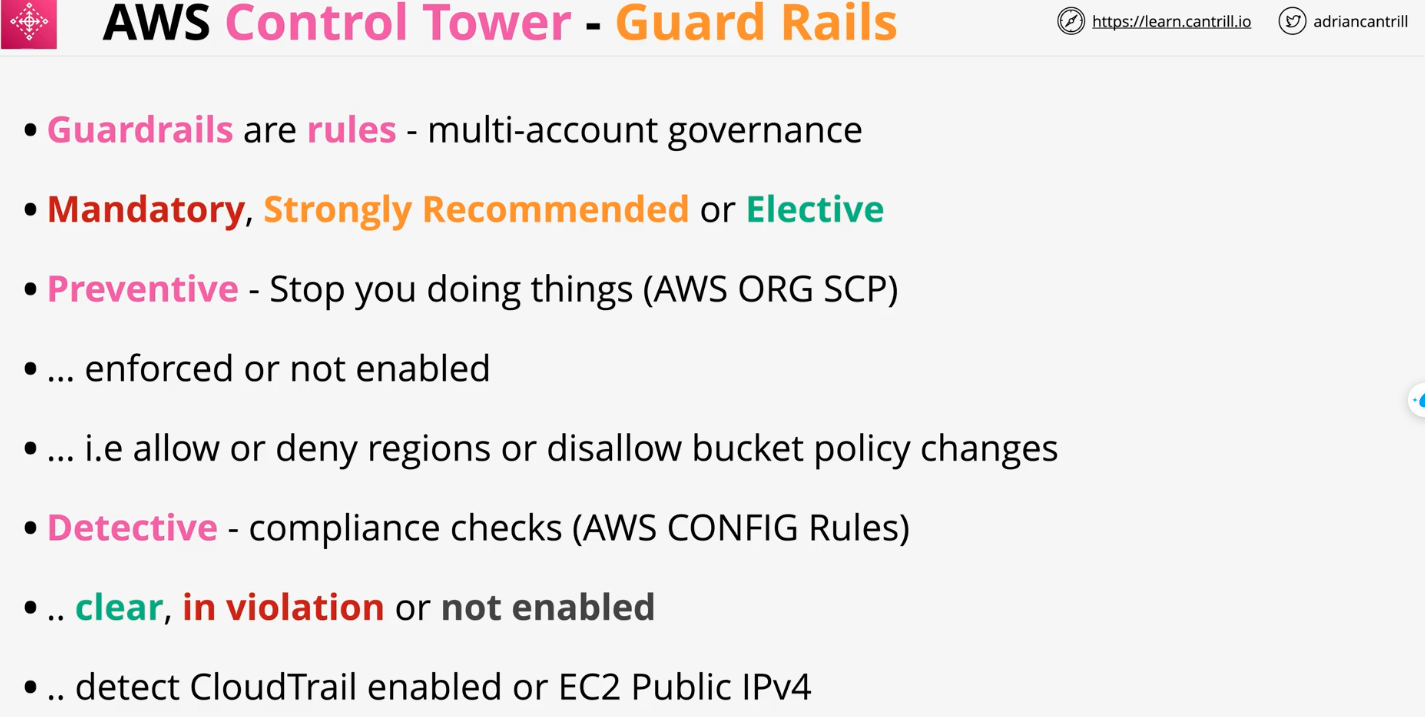 AWS Control Tower - Guard Rails
https://learn.cantrill.io
adriancantrill
• Guardrails are rules - multi-account governance
• Mandatory, Strongly Recommended or Elective
• Preventive - Stop you doing things (AWS ORG SCP)
• ... enforced or not enabled
• ... i.e allow or deny regions or disallow bucket policy changes
• Detective - compliance checks (AWS CONFIG Rules)
• .. clear, in violation or not enabled
• .. detect CloudTrail enabled or EC2 Public IPv4